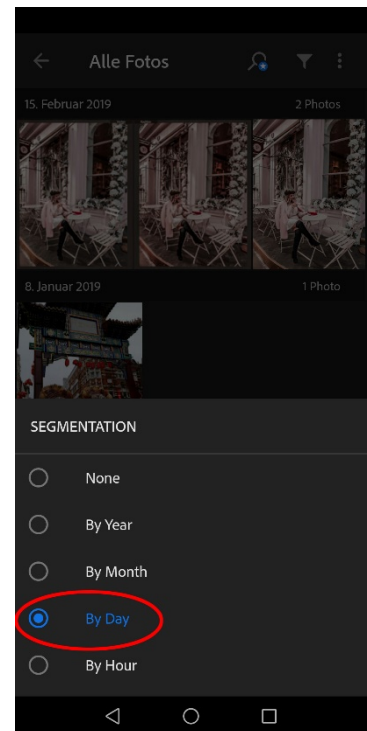 Alle Fotos
15. Februar 2019 2 Photos
8. Januar 2019 1 Photo
SEGMENTATION
None
By Year
By Month
By Day
By Hour